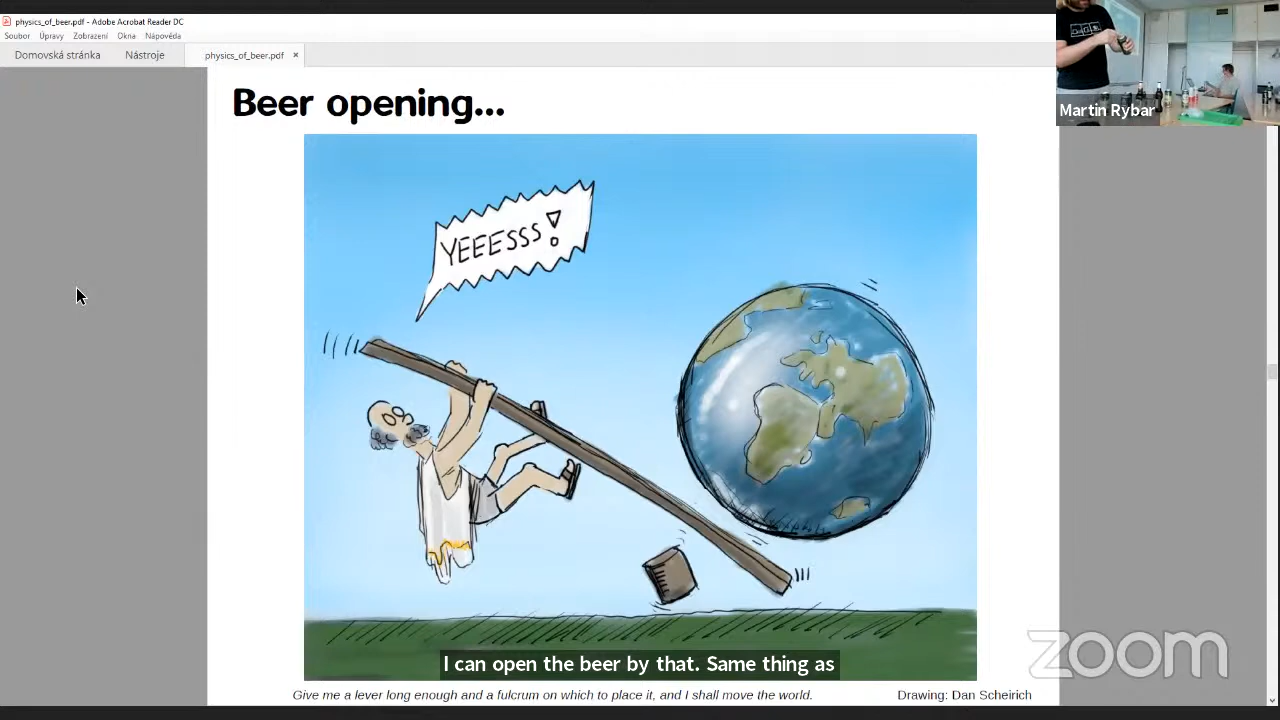 physics_of_beer.pdf - Adobe Acrobat Reader DC
Soubor Úpravy Zobrazení Okna Nápověda
Domovská stránka Nástroje physics_of_beer.pdf ×
Martin Rybar
Beer opening...
YEEESSS!
zoom
I can open the beer by that. Same thing as
Give me a lever long enough and a fulcrum on which to place it, and I shall move the world.
Drawing: Dan Scheirich